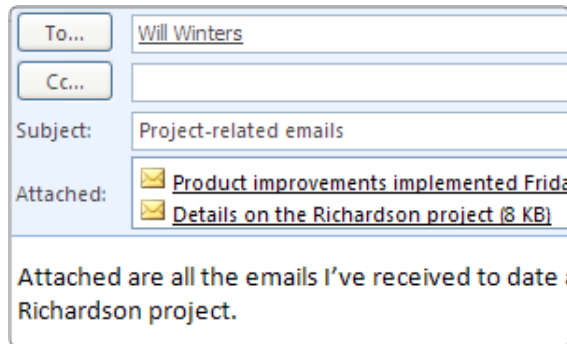 To...
Will Winters
Cc...
Subject: Project-related emails
Attached:
Product improvements implemented
Details on the Richardson project (8 KB)
Attached are all the emails I've received to date
Richardson project.